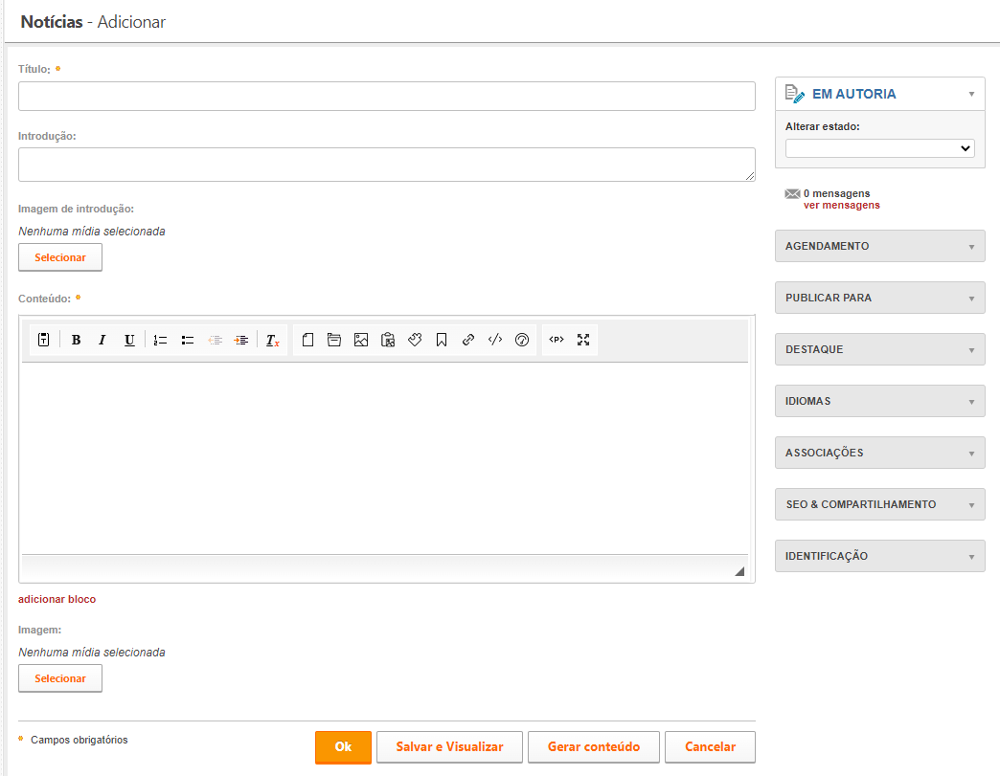 Notícias - Adicionar
Título: *
Introdução:
Imagem de introdução:
Nenhuma mídia selecionada
Selecionar
Conteúdo: *
B I U Tx </> ? <P>
adicionar bloco
Imagem:
Nenhuma mídia selecionada
Selecionar
* Campos obrigatórios
Ok Salvar e Visualizar Gerar conteúdo Cancelar
EM AUTORIA
Alterar estado:
0 mensagens
ver mensagens
AGENDAMENTO
PUBLICAR PARA
DESTAQUE
IDIOMAS
ASSOCIAÇÕES
SEO & COMPARTILHAMENTO
IDENTIFICAÇÃO